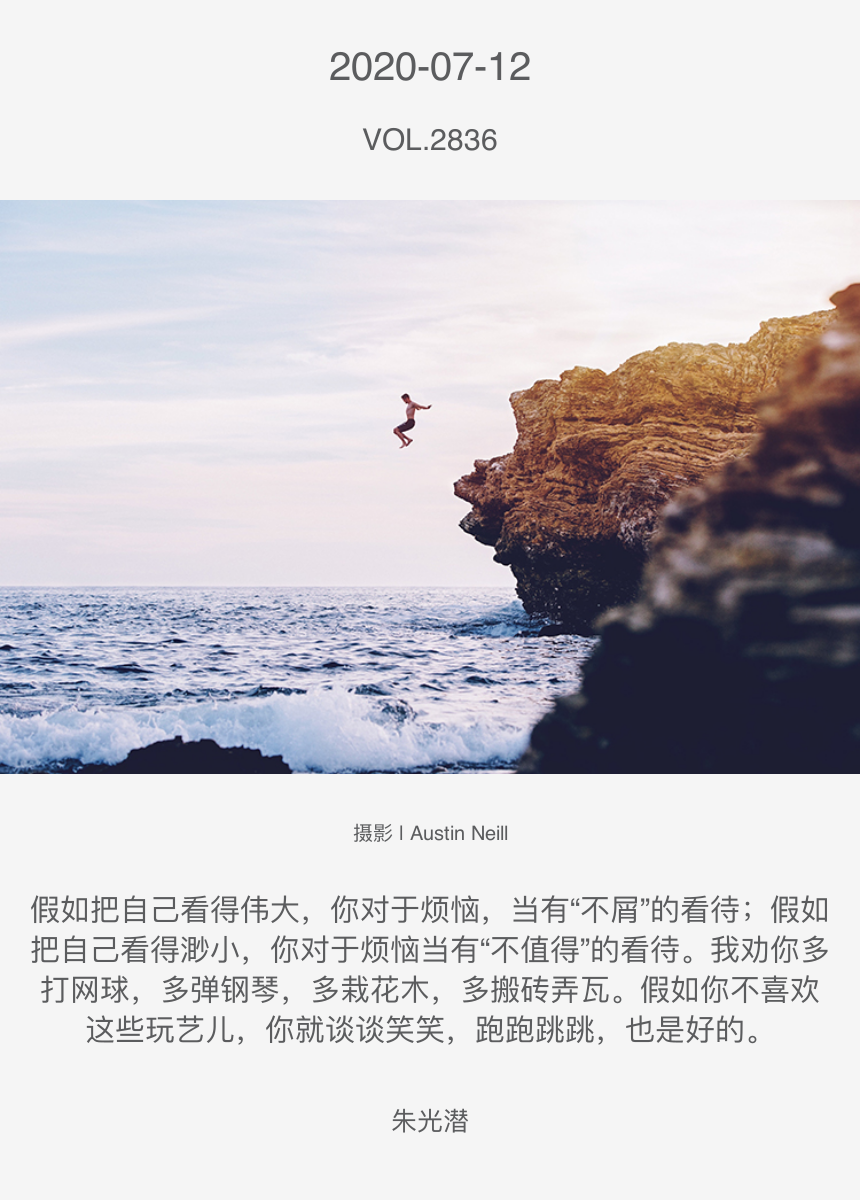 2020-07-12
VOL.2836
摄影 | Austin Neill
假如把自己看得伟大，你对于烦恼，当有“不屑”的看待；假如
把自己看得渺小，你对于烦恼当有“不值得”的看待。我劝你多
打网球，多弹钢琴，多栽花木，多搬砖弄瓦。假如你不喜欢
这些玩艺儿，你就谈谈笑笑，跑跑跳跳，也是好的。
朱光潜